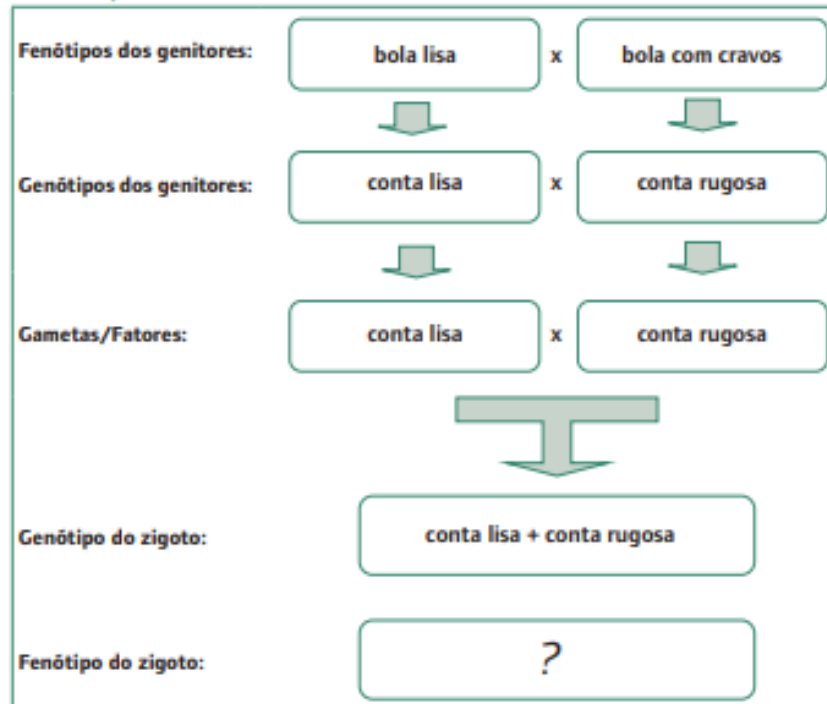 Fenótipos dos genitores: bola lisa x bola com cravos
Genótipos dos genitores: conta lisa x conta rugosa
Gametas/Fatores: conta lisa x conta rugosa
Genótipo do zigoto: conta lisa + conta rugosa
Fenótipo do zigoto: ?